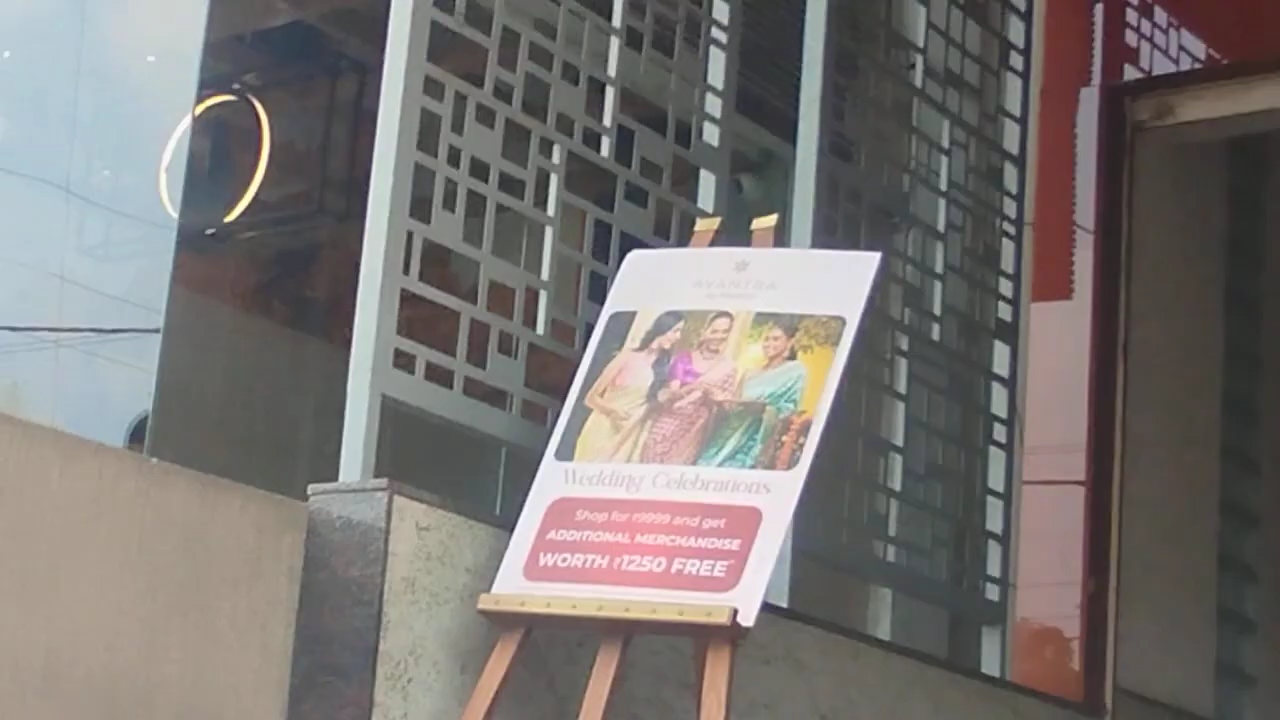 AVANTRA
Wedding Celebrations
Shop for ₹9999 and get
ADDITIONAL MERCHANDISE
WORTH ₹1250 FREE*